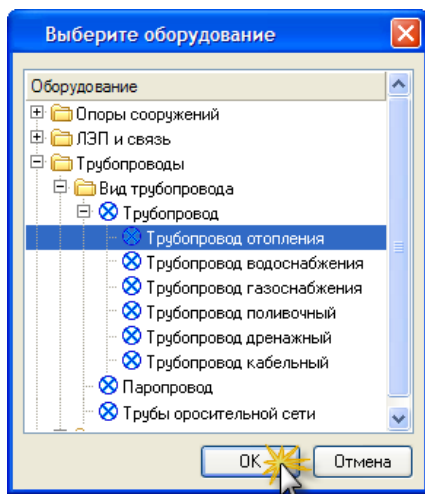 Выберите оборудование
Оборудование
Опоры сооружений
ЛЭП и связь
Трубопроводы
Вид трубопровода
Трубопровод
Трубопровод отопления
Трубопровод водоснабжения
Трубопровод газоснабжения
Трубопровод поливочный
Трубопровод дренажный
Трубопровод кабельный
Паропровод
Трубы оросительной сети
OK Отмена